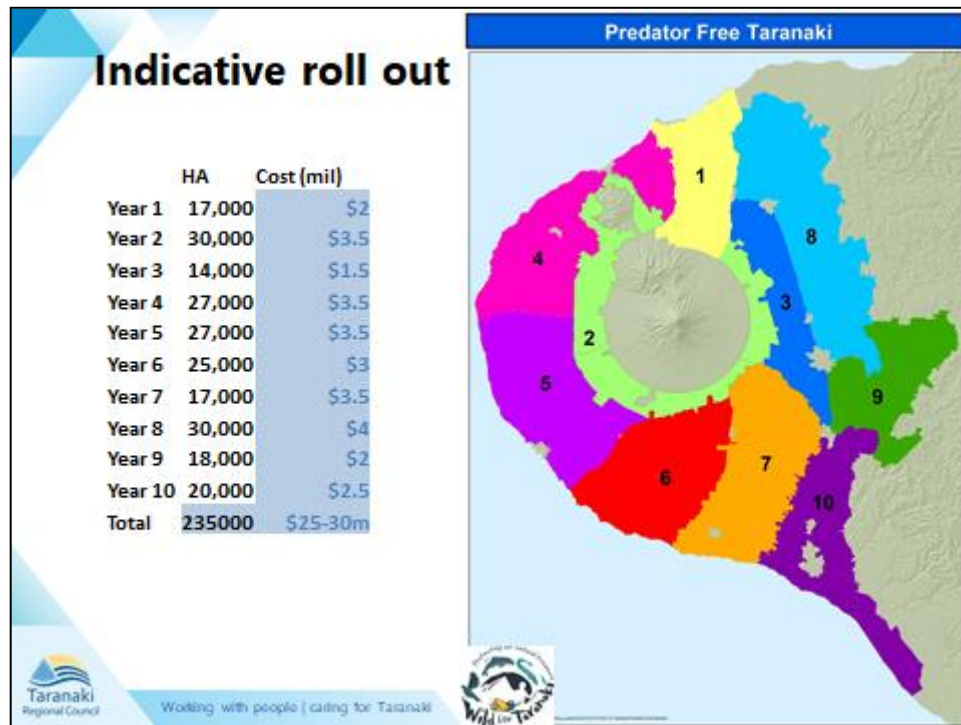 Indicative roll out
HA Cost (mil)
Year 1 17,000 $2
Year 2 30,000 $3.5
Year 3 14,000 $1.5
Year 4 27,000 $3.5
Year 5 27,000 $3.5
Year 6 25,000 $3
Year 7 17,000 $3.5
Year 8 30,000 $4
Year 9 18,000 $2
Year 10 20,000 $2.5
Total 235000 $25-30m
Predator Free Taranaki
1
8
4
3
2
5
9
6
7
10
Taranaki
Regional Council
Working with people | caring for Taranaki
Wild for Taranaki